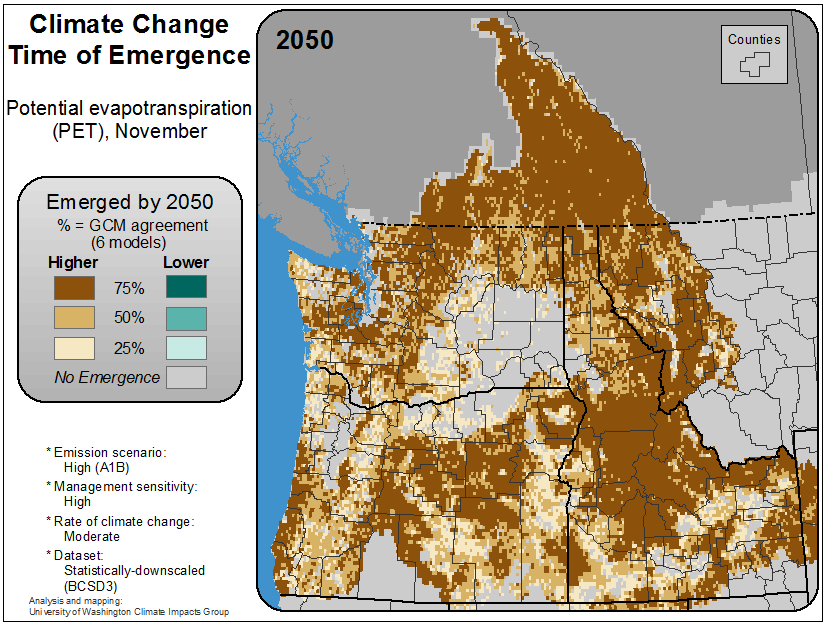 Climate Change
Time of Emergence
Potential evapotranspiration
(PET), November
Emerged by 2050
% = GCM agreement
(6 models)
Higher Lower
75%
50%
25%
No Emergence
* Emission scenario:
High (A1B)
* Management sensitivity:
High
* Rate of climate change:
Moderate
* Dataset:
Statistically-downscaled
(BCSD3)
Analysis and mapping:
University of Washington Climate Impacts Group
2050
Counties